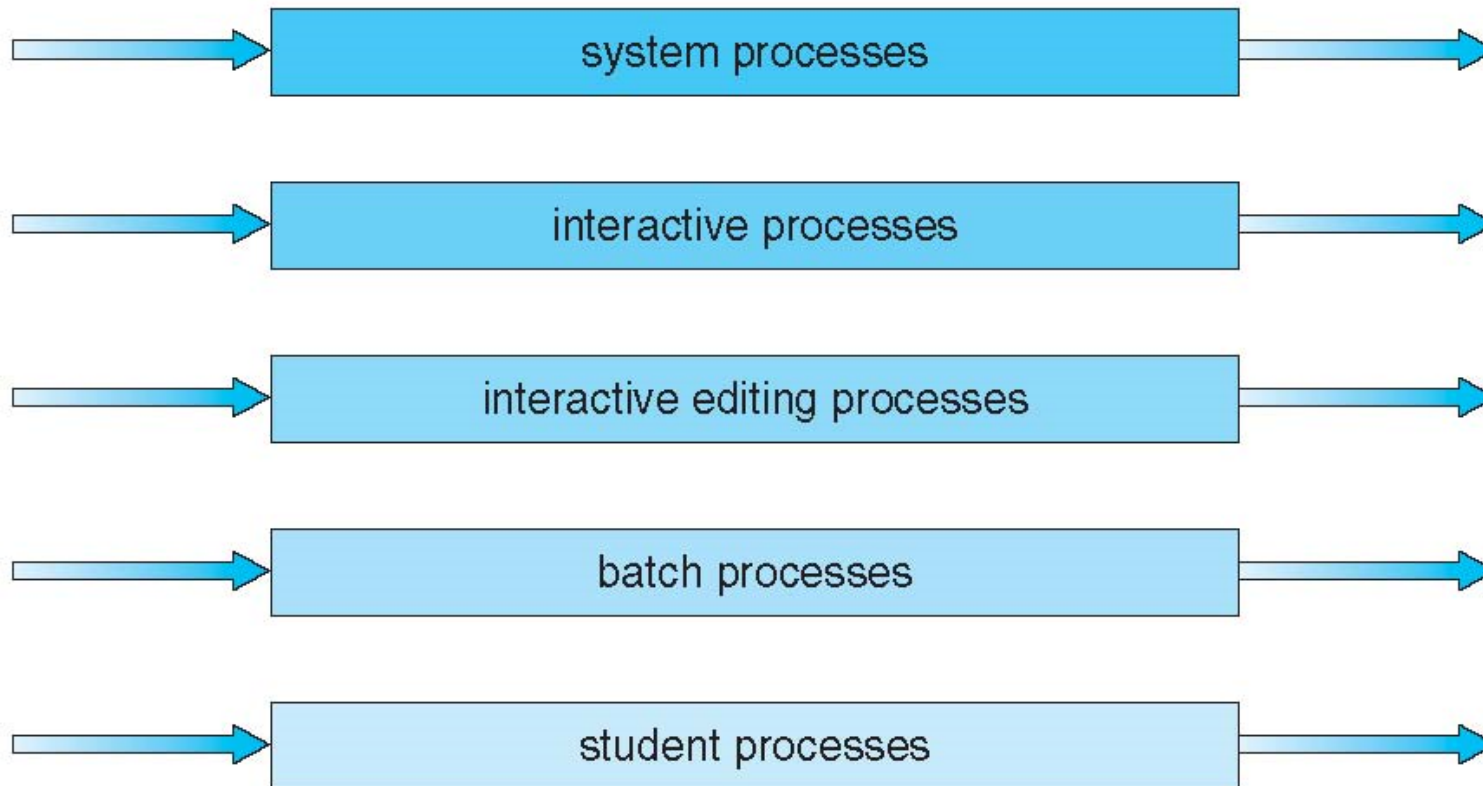 system processes
interactive processes
interactive editing processes
batch processes
student processes